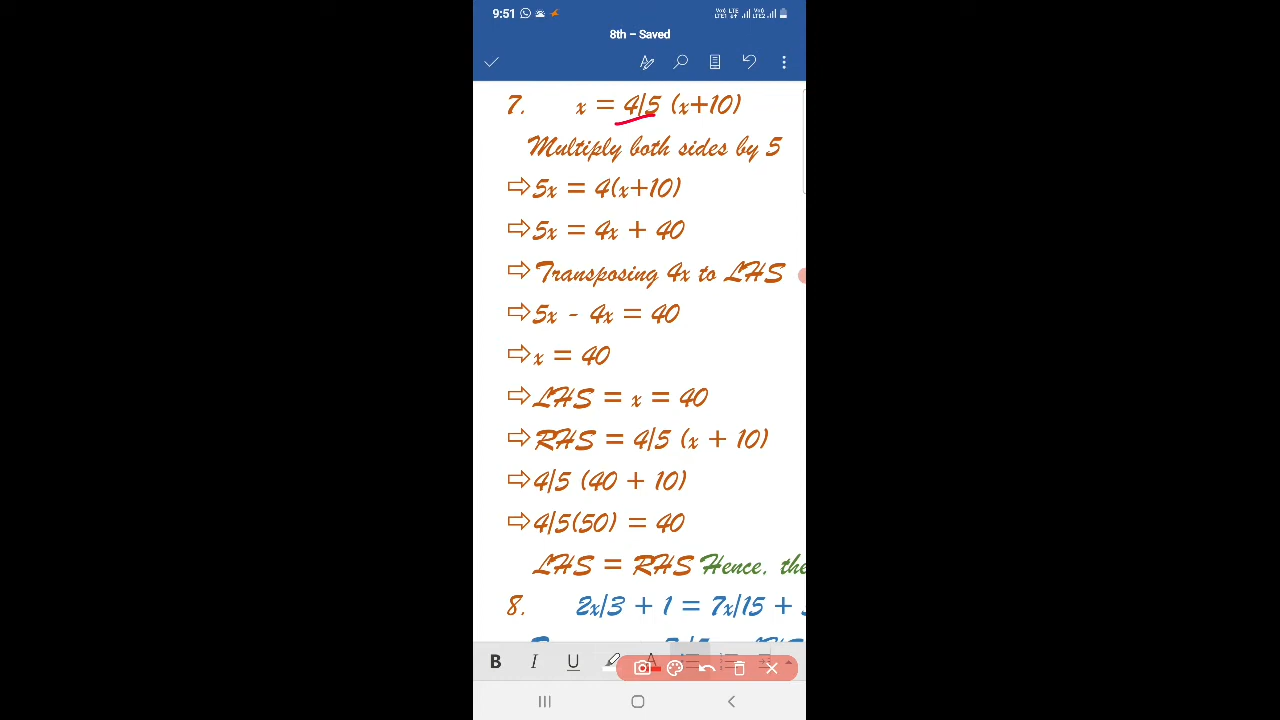 9:51
8th – Saved
7. x = 4/5 (x+10)
Multiply both sides by 5
⇨5x = 4(x+10)
⇨5x = 4x + 40
⇨Transposing 4x to LHS
⇨5x - 4x = 40
⇨x = 40
⇨LHS = x = 40
⇨RHS = 4/5 (x + 10)
⇨4/5 (40 + 10)
⇨4/5(50) = 40
LHS = RHS Hence, the
8. 2x/3 + 1 = 7x/15 +
B I U A